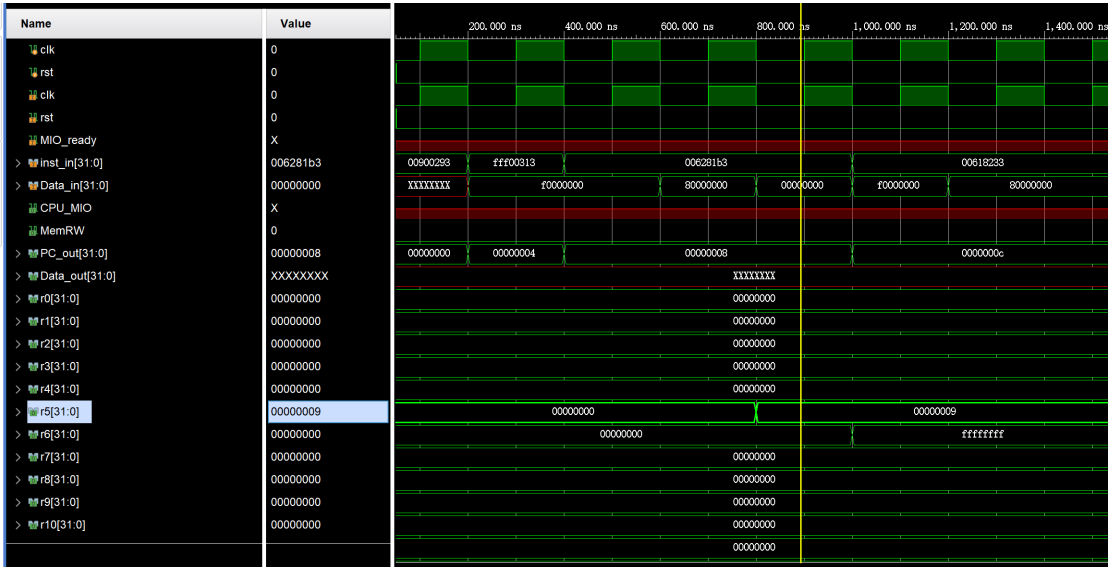 Name Value
200.000 ns 400.000 ns 600.000 ns 800.000 ns 1,000.000 ns 1,200.000 ns 1,400.000 ns
clk 0
rst 0
clk 0
rst 0
MIO_ready X
inst_in[31:0] 006281b3 00900293 fff00313 006281b3 00618233
Data_in[31:0] 00000000 XXXXXXXX f0000000 80000000 00000000 f0000000 80000000
CPU_MIO X
MemRW 0
PC_out[31:0] 00000008 00000000 00000004 00000008 0000000c
Data_out[31:0] XXXXXXXX XXXXXXXX
r0[31:0] 00000000 00000000
r1[31:0] 00000000 00000000
r2[31:0] 00000000 00000000
r3[31:0] 00000000 00000000
r4[31:0] 00000000 00000000
r5[31:0] 00000009 00000000 00000009
r6[31:0] 00000000 00000000 ffffffff
r7[31:0] 00000000 00000000
r8[31:0] 00000000 00000000
r9[31:0] 00000000 00000000
r10[31:0] 00000000 00000000
00000000